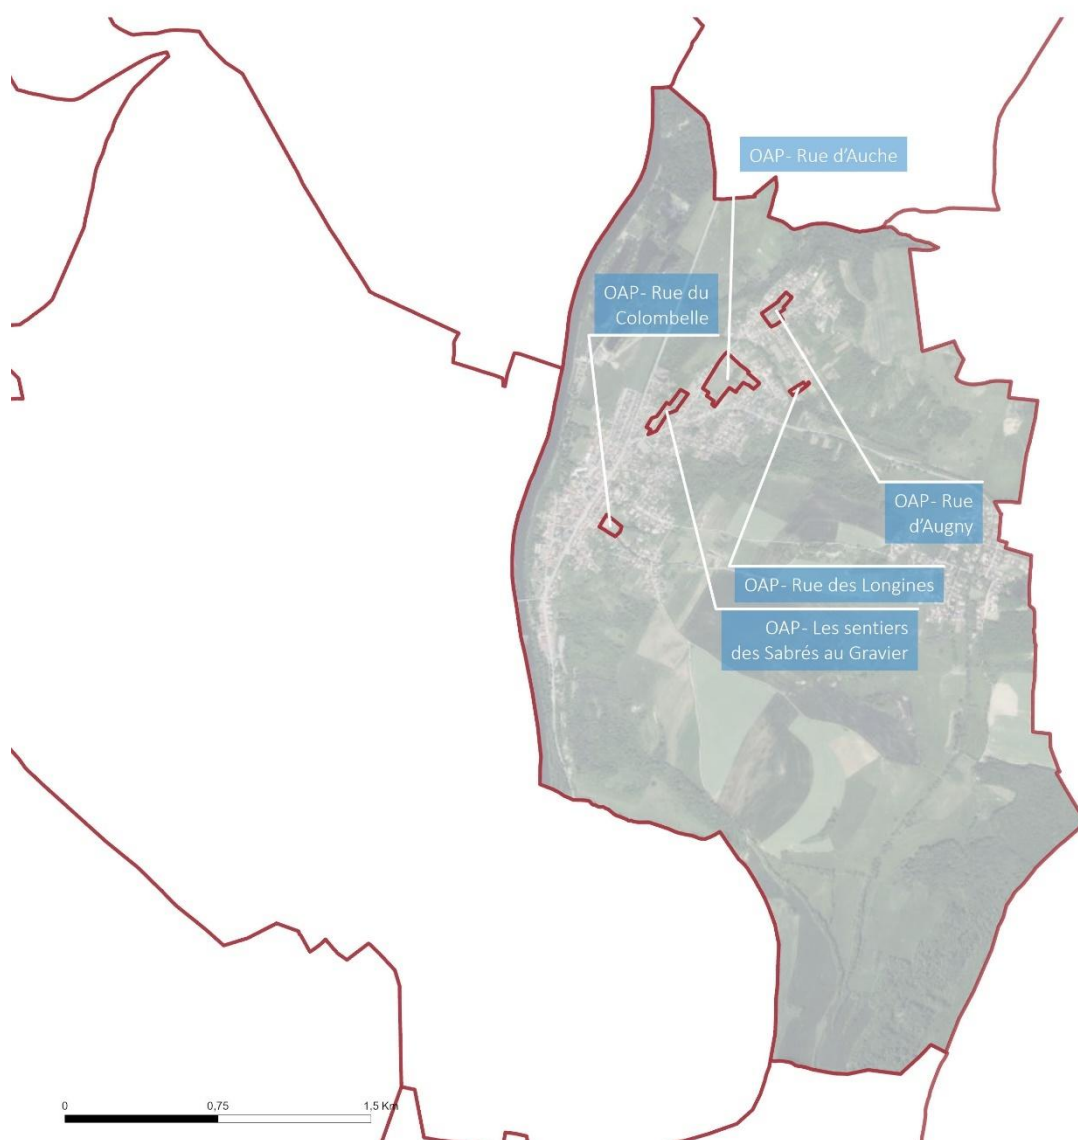 OAP- Rue d'Auche
OAP- Rue du
Colombelle
OAP- Rue
d'Augny
OAP- Rue des Longines
OAP- Les sentiers
des Sabrés au Gravier
0
0,75
1,5 Km